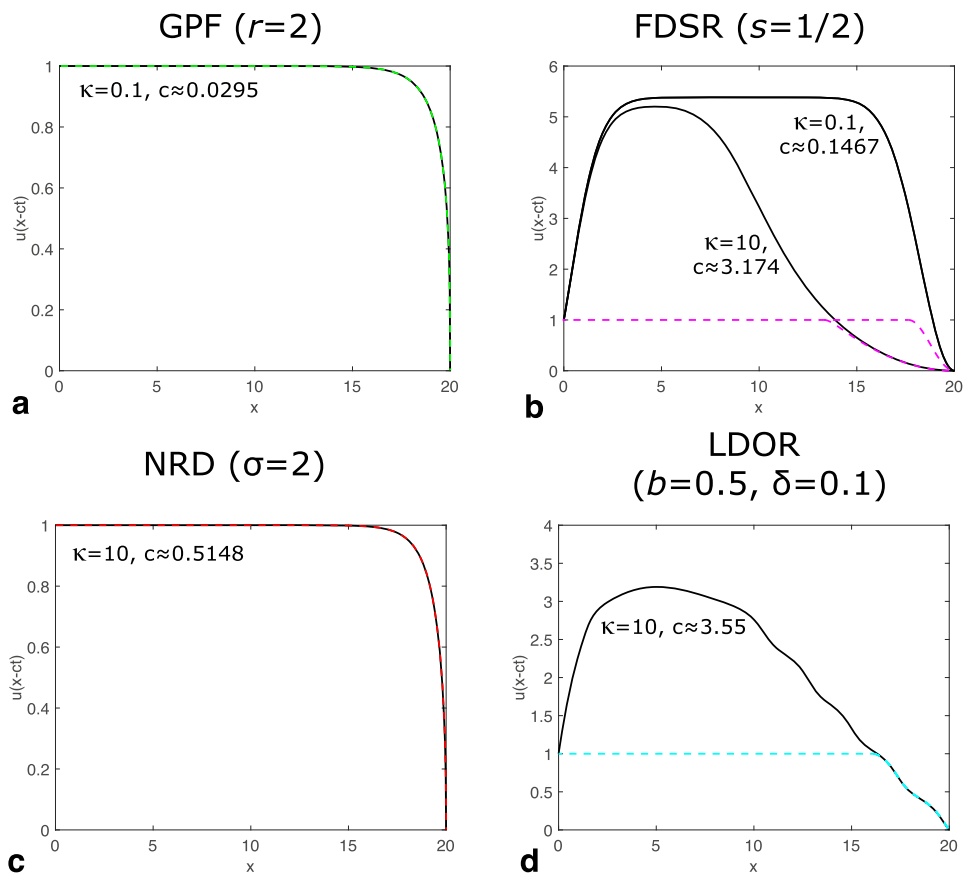 GPF (r=2)
κ=0.1, c≈0.0295
u(x-ct)
1
0.8
0.6
0.4
0.2
0
0
5
10
15
20
x
a
FDSR (s=1/2)
κ=0.1,
c≈0.1467
κ=10,
c≈3.174
u(x-ct)
6
5
4
3
2
1
0
0
5
10
15
20
x
b
NRD (σ=2)
κ=10, c≈0.5148
u(x-ct)
1
0.8
0.6
0.4
0.2
0
0
5
10
15
20
x
c
LDOR
(b=0.5, δ=0.1)
κ=10, c≈3.55
u(x-ct)
4
3.5
3
2.5
2
1.5
1
0.5
0
0
5
10
15
20
x
d